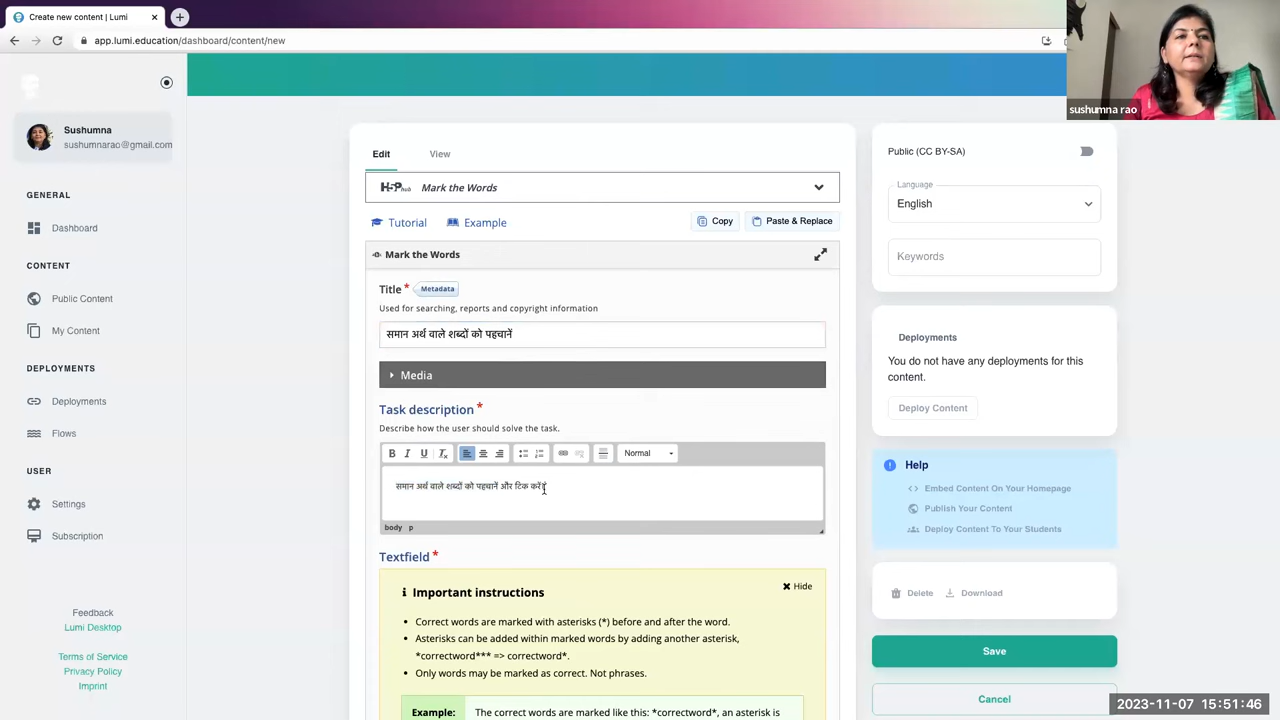 Create new content | Lumi
app.lumi.education/dashboard/content/new
sushumna rao
Sushumna
sushumnarao@gmail.com
GENERAL
Dashboard
CONTENT
Public Content
My Content
DEPLOYMENTS
Deployments
Flows
USER
Settings
Subscription
Feedback
Lumi Desktop
Terms of Service
Privacy Policy
Imprint
Edit View
H5P hub Mark the Words
Tutorial Example Copy Paste & Replace
Mark the Words
Title * Metadata
Used for searching, reports and copyright information
समान अर्थ वाले शब्दों को पहचानें
Media
Task description *
Describe how the user should solve the task.
B I U Tx Normal
समान अर्थ वाले शब्दों को पहचानें और टिक करें
body p
Textfield *
Important instructions Hide
Correct words are marked with asterisks (*) before and after the word.
Asterisks can be added within marked words by adding another asterisk,
*correctword*** => correctword*.
Only words may be marked as correct. Not phrases.
Example: The correct words are marked like this: *correctword*, an asterisk is
Public (CC BY-SA)
Language
English
Keywords
Deployments
You do not have any deployments for this
content.
Deploy Content
Help
Embed Content On Your Homepage
Publish Your Content
Deploy Content To Your Students
Delete Download
Save
Cancel
2023-11-07 15:51:46